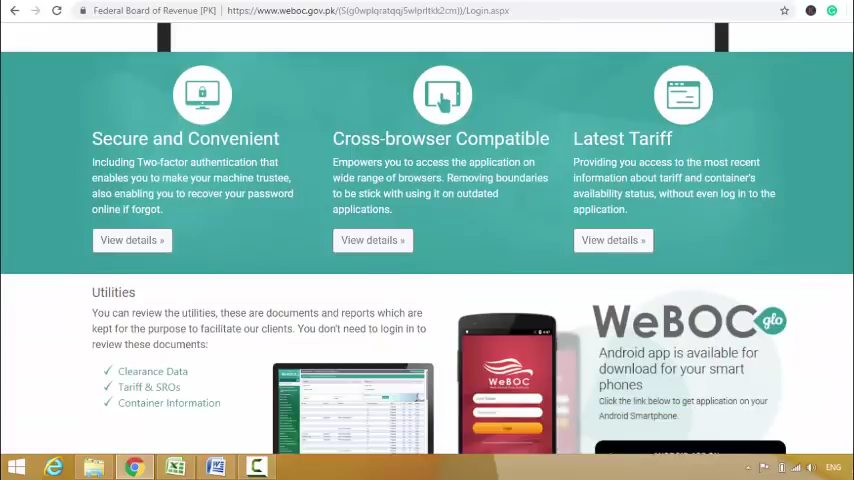 Federal Board of Revenue [PK]
Secure and Convenient
Including Two-factor authentication that
enables you to make your machine trustee,
also enabling you to recover your password
online if forgot.
View details »
Cross-browser Compatible
Empowers you to access the application on
wide range of browsers. Removing boundaries
to be stick with using it on outdated
applications.
View details »
Latest Tariff
Providing you access to the most recent
information about tariff and container's
availability status, without even log in to the
application.
View details »
Utilities
You can review the utilities, these are documents and reports which are
kept for the purpose to facilitate our clients. You don't need to login in to
review these documents:
Clearance Data
Tariff & SROs
Container Information
WeBOC
Login
WeBOC glo
Android app is available for
download for your smart
phones
Click the link below to get application on your
Android Smartphone.
ENG